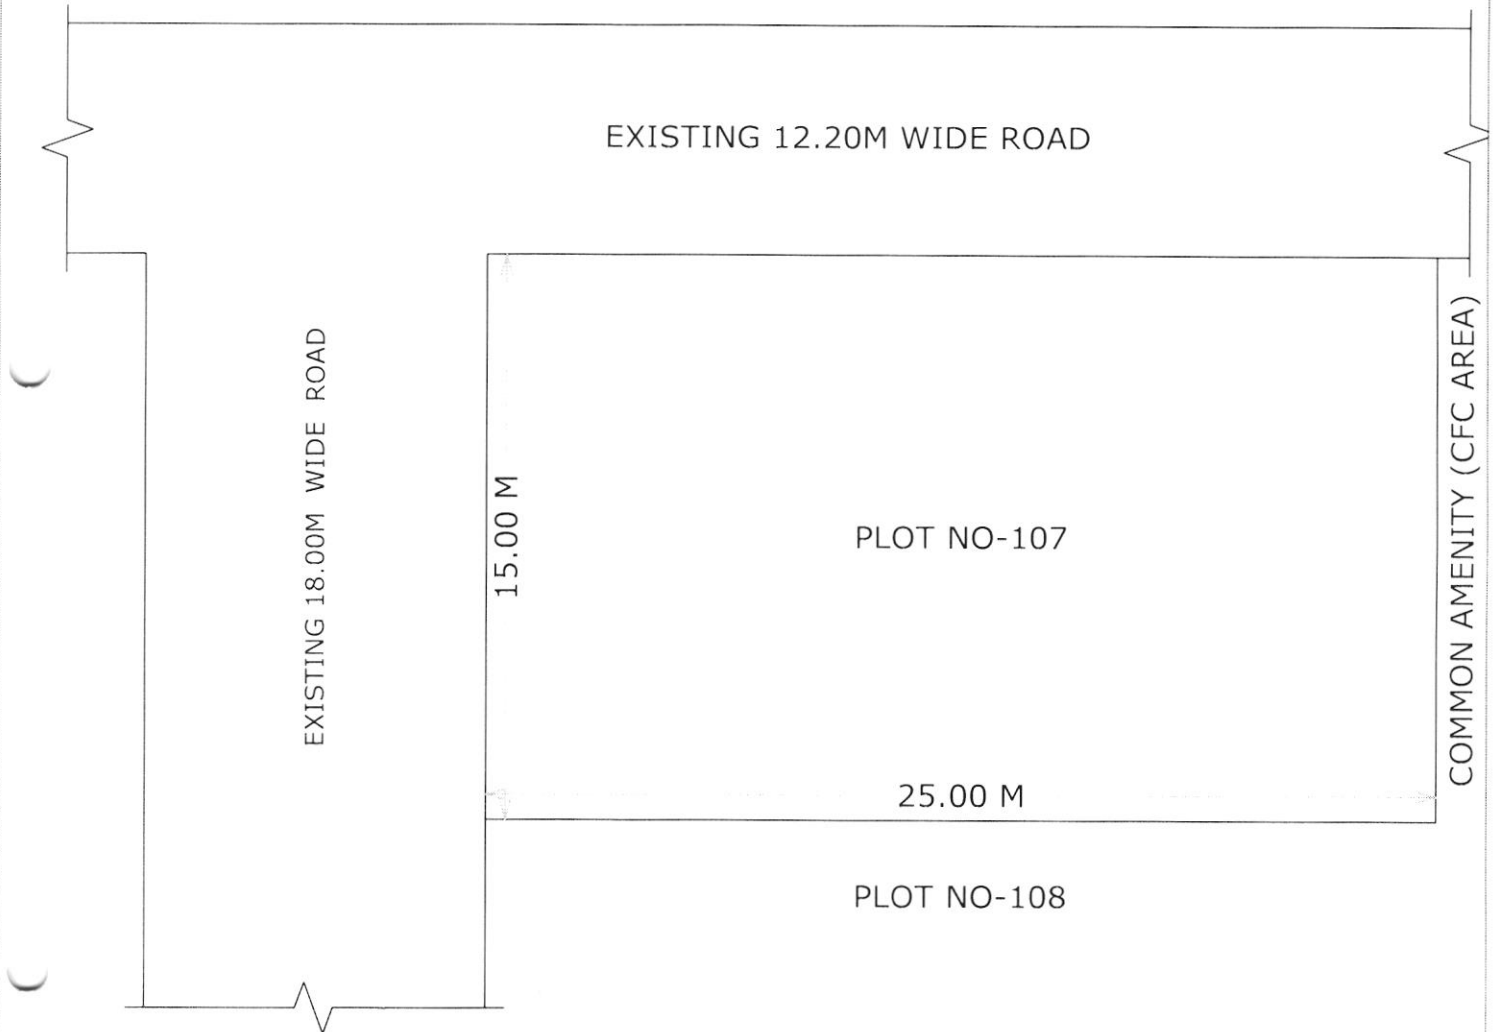 EXISTING 12.20M WIDE ROAD
EXISTING 18.00M WIDE ROAD
15.00 M
PLOT NO-107
COMMON AMENITY (CFC AREA)
25.00 M
PLOT NO-108